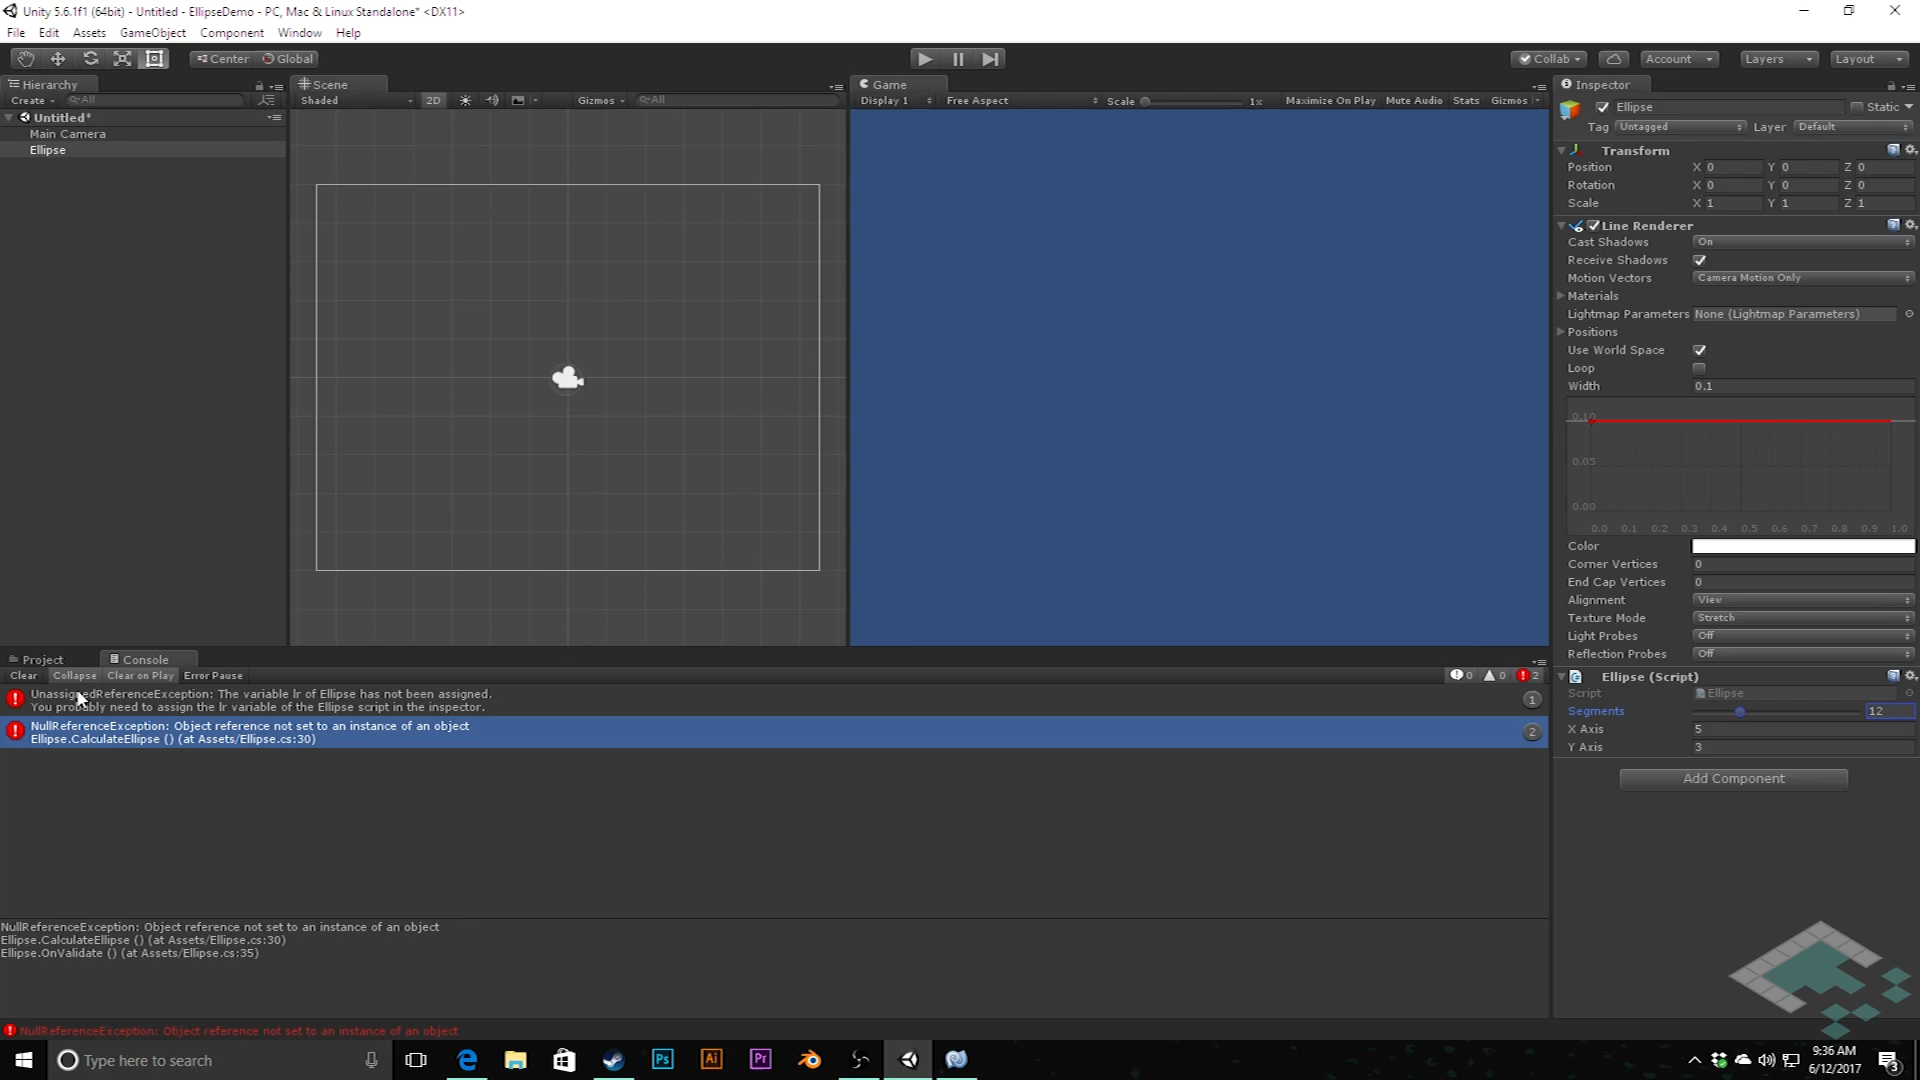 Unity 5.6.1f1 (64bit) - Untitled - EllipseDemo - PC, Mac & Linux Standalone* <DX11>
File Edit Assets GameObject Component Window Help
Center Global Collab Account Layers Layout
Hierarchy
Create All
Untitled*
Main Camera
Ellipse
Scene
Shaded 2D Gizmos All
Game
Display 1 Free Aspect Scale 1x Maximize On Play Mute Audio Stats Gizmos
Inspector
Ellipse Static
Tag Untagged Layer Default
Transform
Position X 0 Y 0 Z 0
Rotation X 0 Y 0 Z 0
Scale X 1 Y 1 Z 1
Line Renderer
Cast Shadows On
Receive Shadows
Motion Vectors Camera Motion Only
Materials
Lightmap Parameters None (Lightmap Parameters)
Positions
Use World Space
Loop
Width 0.1
0.10
0.05
0.00
0.0 0.1 0.2 0.3 0.4 0.5 0.6 0.7 0.8 0.9 1.0
Color
Corner Vertices 0
End Cap Vertices 0
Alignment View
Texture Mode Stretch
Light Probes Off
Reflection Probes Off
Ellipse (Script)
Script Ellipse
Segments 12
X Axis 5
Y Axis 3
Add Component
Project Console
Clear Collapse Clear on Play Error Pause 0 0 2
UnassignedReferenceException: The variable lr of Ellipse has not been assigned.
You probably need to assign the lr variable of the Ellipse script in the inspector.
1
NullReferenceException: Object reference not set to an instance of an object
Ellipse.CalculateEllipse () (at Assets/Ellipse.cs:30)
2
NullReferenceException: Object reference not set to an instance of an object
Ellipse.CalculateEllipse () (at Assets/Ellipse.cs:30)
Ellipse.OnValidate () (at Assets/Ellipse.cs:35)
NullReferenceException: Object reference not set to an instance of an object
Type here to search
Ps Ai Pr
9:36 AM
6/12/2017
3